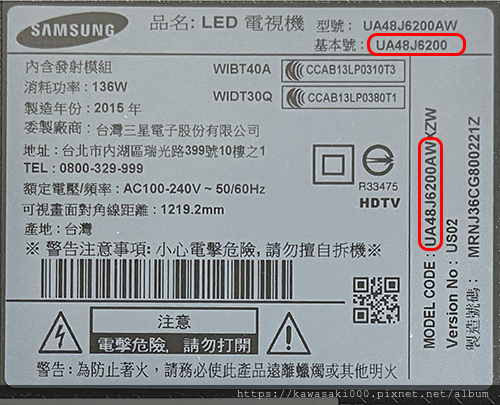 SAMSUNG
品名: LED 電視機
型號: UA48J6200AW
基本號: UA48J6200
內含發射模組
WIBT40A
CCAB13LP0310T3
消耗功率: 136W
WIDT30Q
CCAB13LP0380T1
製造年份: 2015 年
委製廠商: 台灣三星電子股份有限公司
地址: 台北市內湖區瑞光路399號10樓之1
TEL : 0800-329-999
額定電壓/頻率: AC100-240V ~ 50/60Hz
R33475
HDTV
可視畫面對角線距離: 1219.2mm
產地: 台灣
※ 警告注意事項: 小心電擊危險, 請勿擅自拆機※
注意
電擊危險, 請勿打開
警告: 為防止著火, 請務必使此產品遠離蠟燭或其他明火
MODEL CODE : UA48J6200AWXZW
Version No : US02
製造號碼: MRNJ36CG800221Z
https://kawasaki000.pixnet.net/album